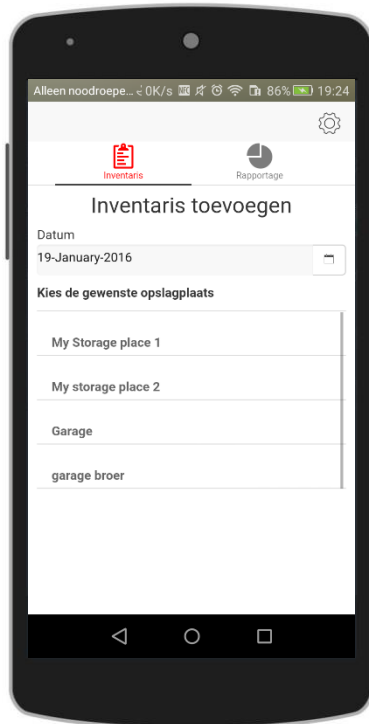 Alleen noodroepe... 0K/s 86% 19:24
Inventaris
Rapportage
Inventaris toevoegen
Datum
19-January-2016
Kies de gewenste opslagplaats
My Storage place 1
My storage place 2
Garage
garage broer